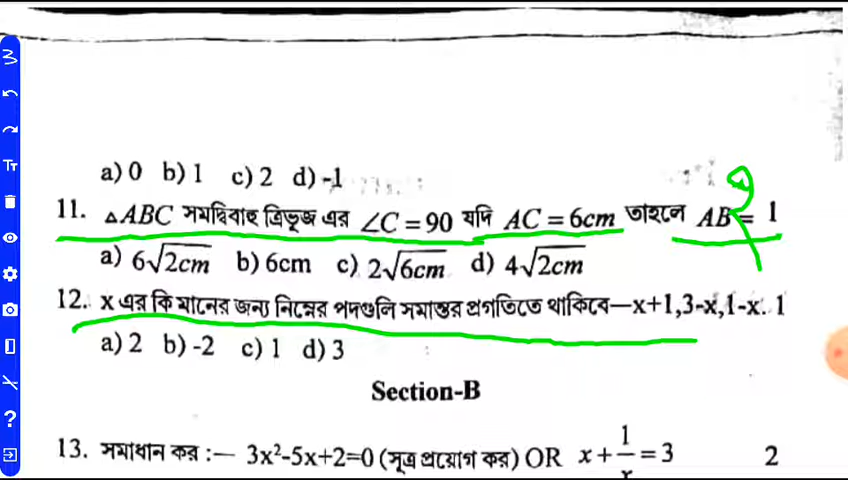 a) 0 b) 1 c) 2 d) -1
11. △ABC সমদ্বিবাহু ত্রিভূজ এর ∠C = 90 যদি AC = 6cm তাহলে AB = 1
a) 6√2cm b) 6cm c) 2√6cm d) 4√2cm
12. x এর কি মানের জন্য নিম্নের পদগুলি সমান্তর প্রগতিতে থাকিবে—x+1,3-x,1-x. 1
a) 2 b) -2 c) 1 d) 3
Section-B
13. সমাধান কর :— 3x²-5x+2=0 (সূত্র প্রয়োগ কর) OR x + 1/x = 3 2